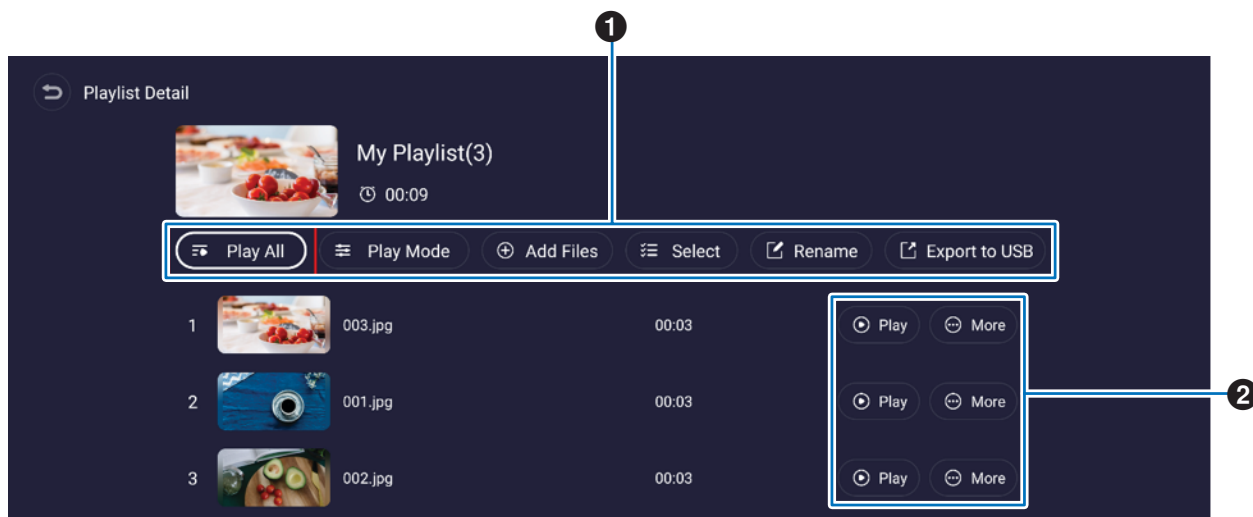 1
Playlist Detail
My Playlist(3)
00:09
Play All Play Mode Add Files Select Rename Export to USB
1 003.jpg 00:03 Play More
2 001.jpg 00:03 Play More
2
3 002.jpg 00:03 Play More